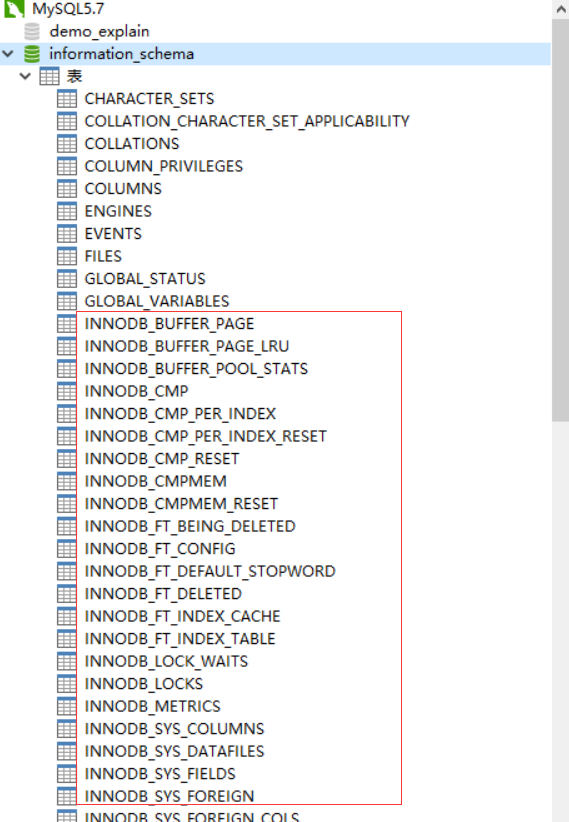 MySQL5.7
demo_explain
information_schema
表
CHARACTER_SETS
COLLATION_CHARACTER_SET_APPLICABILITY
COLLATIONS
COLUMN_PRIVILEGES
COLUMNS
ENGINES
EVENTS
FILES
GLOBAL_STATUS
GLOBAL_VARIABLES
INNODB_BUFFER_PAGE
INNODB_BUFFER_PAGE_LRU
INNODB_BUFFER_POOL_STATS
INNODB_CMP
INNODB_CMP_PER_INDEX
INNODB_CMP_PER_INDEX_RESET
INNODB_CMP_RESET
INNODB_CMPMEM
INNODB_CMPMEM_RESET
INNODB_FT_BEING_DELETED
INNODB_FT_CONFIG
INNODB_FT_DEFAULT_STOPWORD
INNODB_FT_DELETED
INNODB_FT_INDEX_CACHE
INNODB_FT_INDEX_TABLE
INNODB_LOCK_WAITS
INNODB_LOCKS
INNODB_METRICS
INNODB_SYS_COLUMNS
INNODB_SYS_DATAFILES
INNODB_SYS_FIELDS
INNODB_SYS_FOREIGN
INNODB_SYS_FOREIGN_COLS